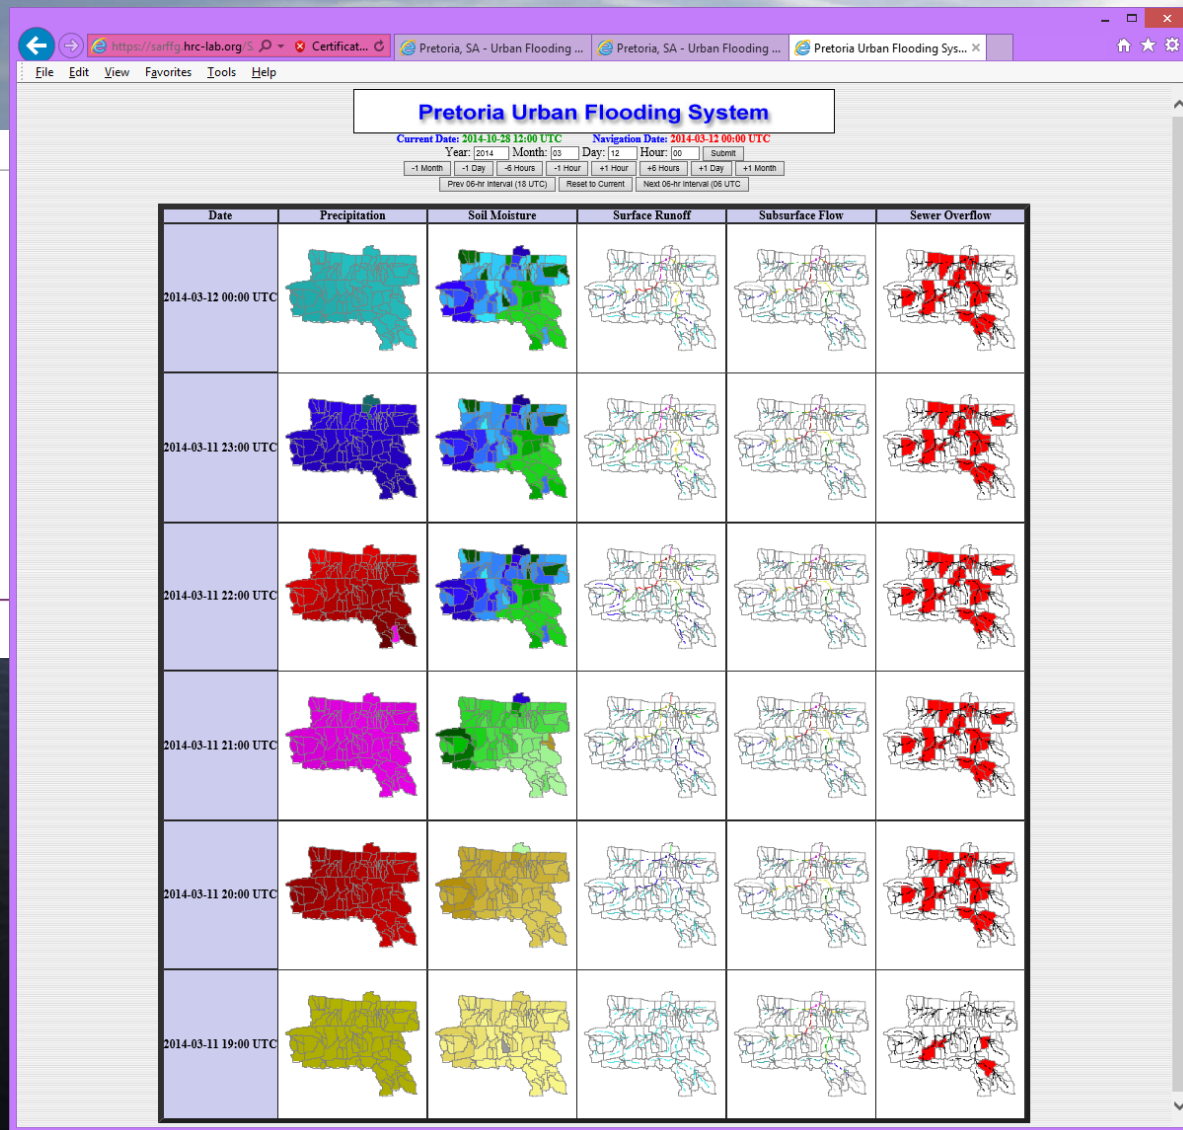 https://sarffg.hrc-lab.org/S
Certificat...
Pretoria, SA - Urban Flooding ...
Pretoria, SA - Urban Flooding ...
Pretoria Urban Flooding Sys...
File Edit View Favorites Tools Help
Pretoria Urban Flooding System
Current Date: 2014-10-28 12:00 UTC Navigation Date: 2014-03-12 00:00 UTC
Year: 2014 Month: 03 Day: 12 Hour: 00 Submit
-1 Month -1 Day -6 Hours -1 Hour +1 Hour +6 Hours +1 Day +1 Month
Prev 06-hr Interval (18 UTC) Reset to Current Next 06-hr Interval (06 UTC
Date Precipitation Soil Moisture Surface Runoff Subsurface Flow Sewer Overflow
2014-03-12 00:00 UTC
2014-03-11 23:00 UTC
2014-03-11 22:00 UTC
2014-03-11 21:00 UTC
2014-03-11 20:00 UTC
2014-03-11 19:00 UTC